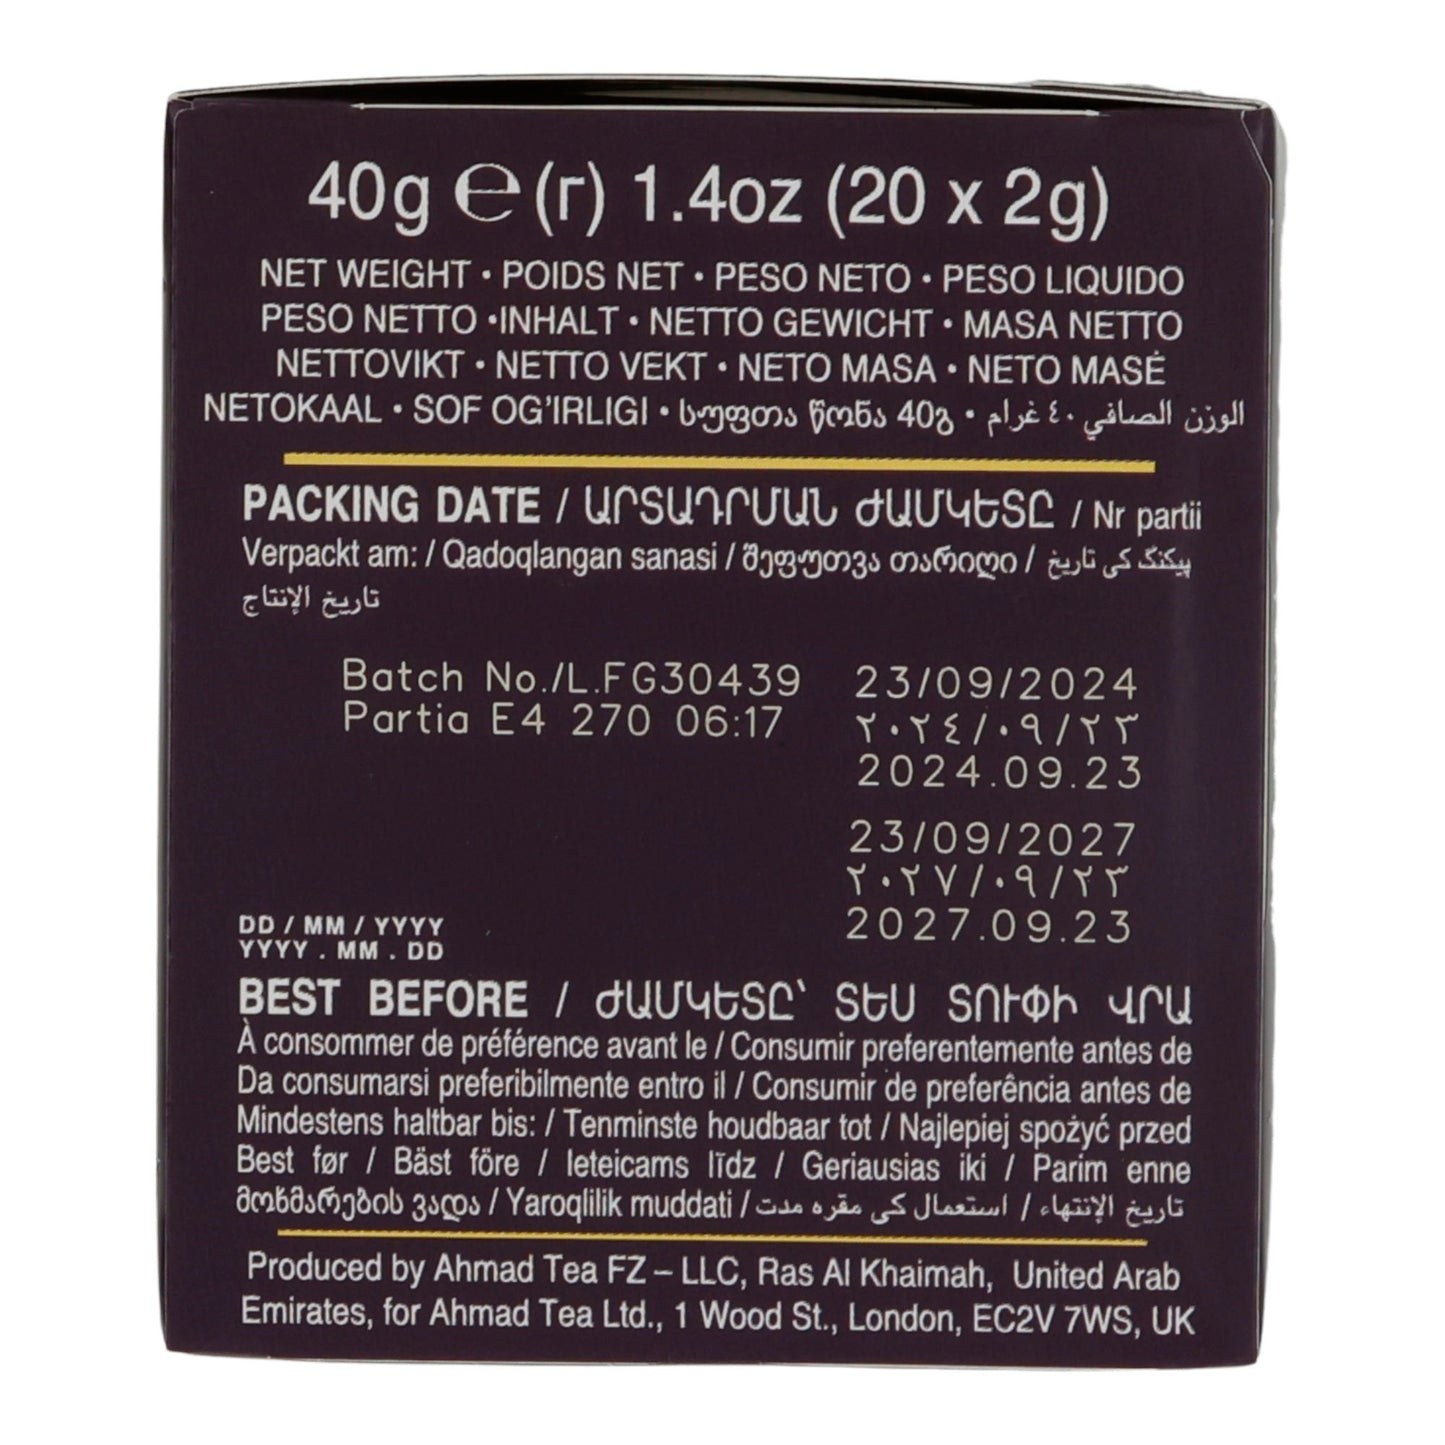 40g ℮ (г) 1.4oz (20 x 2g)
NET WEIGHT • POIDS NET • PESO NETO • PESO LIQUIDO
PESO NETTO •INHALT • NETTO GEWICHT • MASA NETTO
NETTOVIKT • NETTO VEKT • NETO MASA • NETO MASĖ
NETOKAAL • SOF OG'IRLIGI • სუფთა წონა 40გ • الوزن الصافي ٤٠ غرام
PACKING DATE / ԱՐՏԱԴՐՄԱՆ ԺԱՄԿԵՏԸ / Nr partii
Verpackt am: / Qadoqlangan sanasi / შეფუთვა თარიღი / پیکنگ کی تاریخ
تاريخ الإنتاج
Batch No./L.FG30439 23/09/2024
Partia E4 270 06:17 ٢٠٢٤/٠٩/٢٣
2024.09.23
23/09/2027
٢٠٢٧/٠٩/٢٣
DD / MM / YYYY 2027.09.23
YYYY . MM . DD
BEST BEFORE / ԺԱՄԿԵՏԸ՝ ՏԵՍ ՏՈՒՓԻ ՎՐԱ
À consommer de préférence avant le / Consumir preferentemente antes de
Da consumarsi preferibilmente entro il / Consumir de preferência antes de
Mindestens haltbar bis: / Tenminste houdbaar tot / Najlepiej spożyć przed
Best før / Bäst före / Ieteicams līdz / Geriausias iki / Parim enne
მოხმარების ვადა / Yaroqlilik muddati / استعمال کی مقرہ مدت / تاريخ الإنتهاء
Produced by Ahmad Tea FZ – LLC, Ras Al Khaimah, United Arab
Emirates, for Ahmad Tea Ltd., 1 Wood St., London, EC2V 7WS, UK